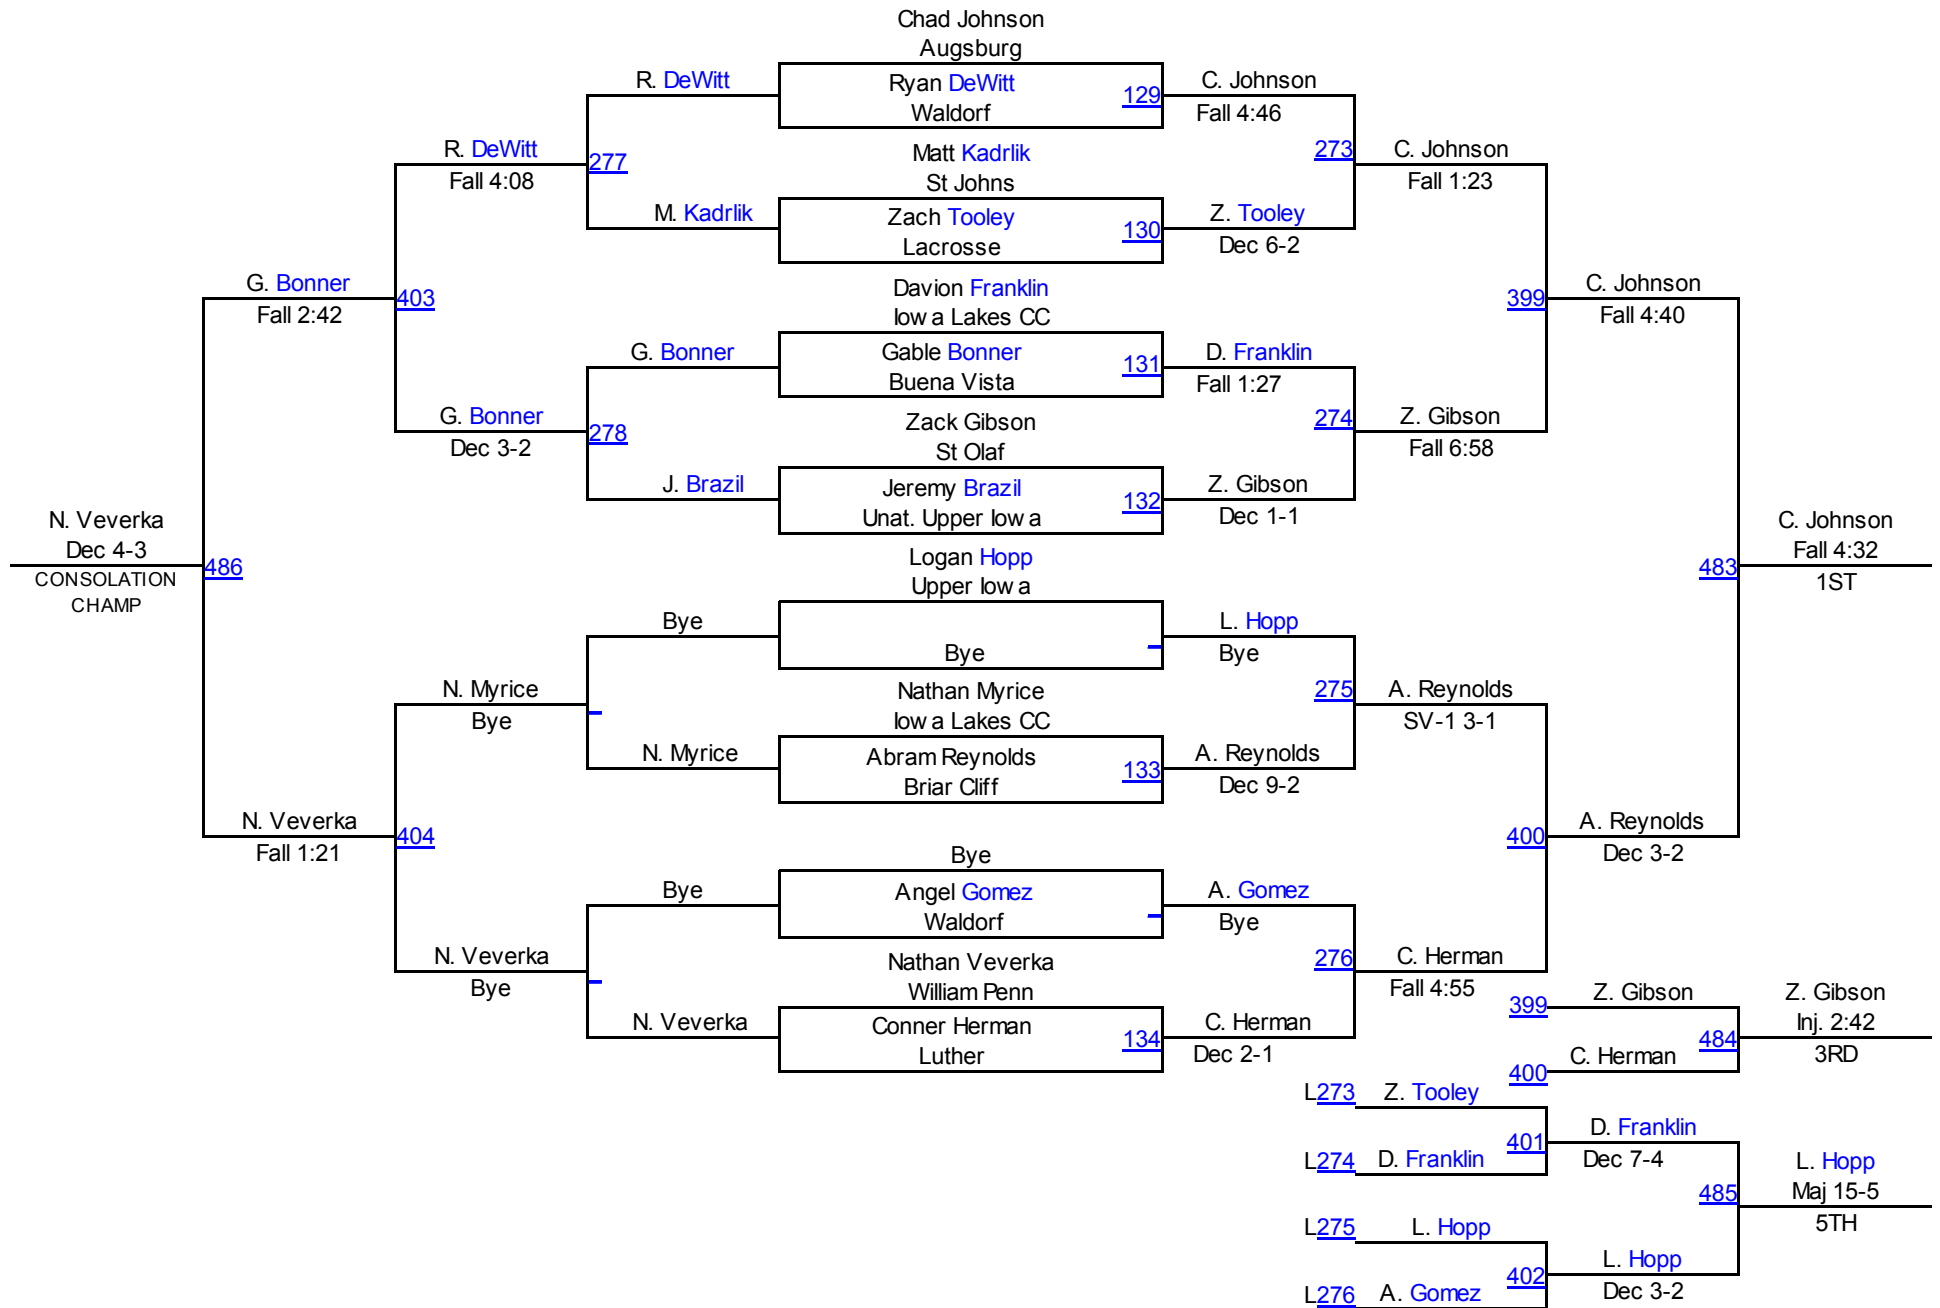 Chad Johnson
Augsburg
R. DeWitt
Ryan DeWitt
Waldorf
129
C. Johnson
Fall 4:46
R. DeWitt
Fall 4:08
277
Matt Kadrlik
St Johns
273
C. Johnson
Fall 1:23
M. Kadrlik
Zach Tooley
Lacrosse
130
Z. Tooley
Dec 6-2
G. Bonner
Fall 2:42
403
Davion Franklin
Iowa Lakes CC
399
C. Johnson
Fall 4:40
G. Bonner
Gable Bonner
Buena Vista
131
D. Franklin
Fall 1:27
G. Bonner
Dec 3-2
278
Zack Gibson
St Olaf
274
Z. Gibson
Fall 6:58
J. Brazil
Jeremy Brazil
Unat. Upper Iowa
132
Z. Gibson
Dec 1-1
N. Veverka
Dec 4-3
CONSOLATION
CHAMP
486
Logan Hopp
Upper Iowa
483
C. Johnson
Fall 4:32
1ST
Bye
Bye
L. Hopp
Bye
N. Myrice
Bye
Nathan Myrice
Iowa Lakes CC
275
A. Reynolds
SV-1 3-1
N. Myrice
Abram Reynolds
Briar Cliff
133
A. Reynolds
Dec 9-2
N. Veverka
Fall 1:21
404
Bye
400
A. Reynolds
Dec 3-2
Bye
Angel Gomez
Waldorf
A. Gomez
Bye
N. Veverka
Bye
Nathan Veverka
William Penn
276
C. Herman
Fall 4:55
N. Veverka
Conner Herman
Luther
134
C. Herman
Dec 2-1
399
Z. Gibson
400
C. Herman
484
Z. Gibson
Inj. 2:42
3RD
L273
Z. Tooley
L274
D. Franklin
401
D. Franklin
Dec 7-4
485
L. Hopp
Maj 15-5
5TH
L275
L. Hopp
L276
A. Gomez
402
L. Hopp
Dec 3-2